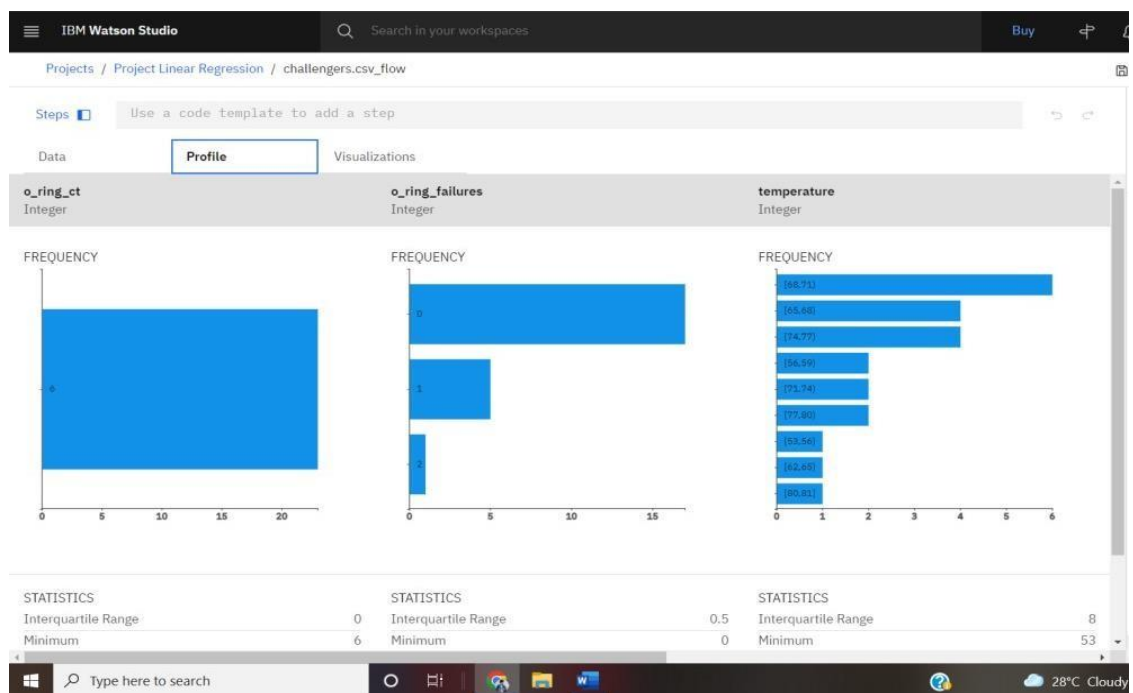 IBM Watson Studio
Search in your workspaces
Buy
Projects / Project Linear Regression / challengers.csv_flow
Steps
Use a code template to add a step
Data
Profile
Visualizations
o_ring_ct
Integer
o_ring_failures
Integer
temperature
Integer
FREQUENCY
6
0 5 10 15 20
FREQUENCY
0
1
2
0 5 10 15
FREQUENCY
[68,71)
[65,68)
[74,77)
[56,59)
[71,74)
[77,80)
[53,56)
[62,65)
[80,81]
0 1 2 3 4 5 6
STATISTICS
Interquartile Range 0
Minimum 6
STATISTICS
Interquartile Range 0.5
Minimum 0
STATISTICS
Interquartile Range 8
Minimum 53
Type here to search
28°C Cloudy